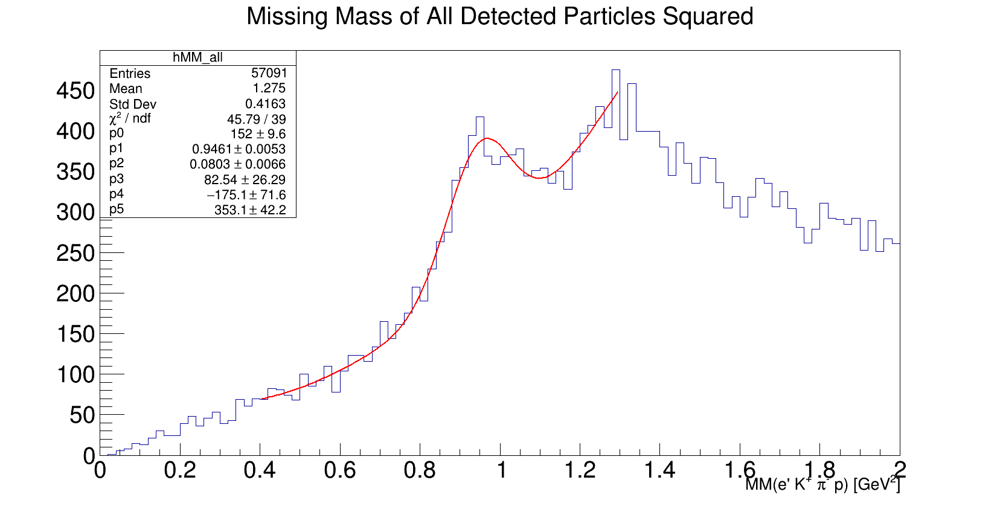 Missing Mass of All Detected Particles Squared
hMM_all
Entries 57091
Mean 1.275
Std Dev 0.4163
χ² / ndf 45.79 / 39
p0 152 ± 9.6
p1 0.9461 ± 0.0053
p2 0.0803 ± 0.0066
p3 82.54 ± 26.29
p4 −175.1 ± 71.6
p5 353.1 ± 42.2
450
400
350
300
250
200
150
100
50
0
0 0.2 0.4 0.6 0.8 1 1.2 1.4 1.6 1.8 2
MM(e' K⁺ π⁻ p) [GeV²]